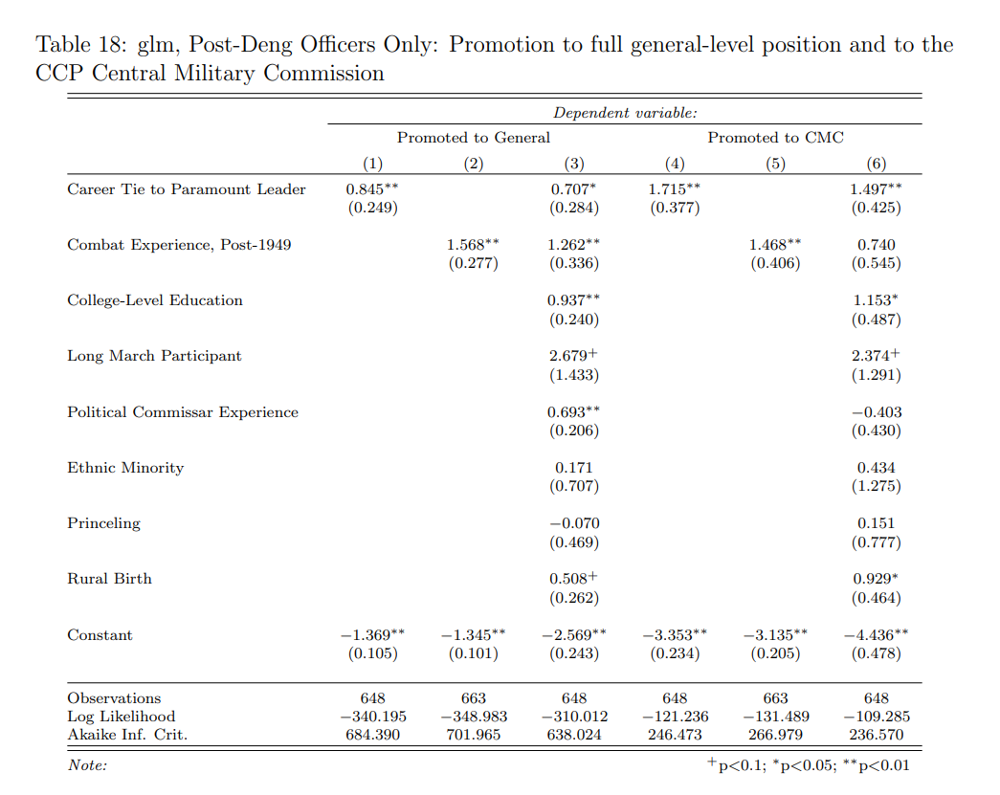 Table 18: glm, Post-Deng Officers Only: Promotion to full general-level position and to the
CCP Central Military Commission
Dependent variable:
Promoted to General Promoted to CMC
(1) (2) (3) (4) (5) (6)
Career Tie to Paramount Leader 0.845** 0.707* 1.715** 1.497**
(0.249) (0.284) (0.377) (0.425)
Combat Experience, Post-1949 1.568** 1.262** 1.468** 0.740
(0.277) (0.336) (0.406) (0.545)
College-Level Education 0.937** 1.153*
(0.240) (0.487)
Long March Participant 2.679+ 2.374+
(1.433) (1.291)
Political Commissar Experience 0.693** −0.403
(0.206) (0.430)
Ethnic Minority 0.171 0.434
(0.707) (1.275)
Princeling −0.070 0.151
(0.469) (0.777)
Rural Birth 0.508+ 0.929*
(0.262) (0.464)
Constant −1.369** −1.345** −2.569** −3.353** −3.135** −4.436**
(0.105) (0.101) (0.243) (0.234) (0.205) (0.478)
Observations 648 663 648 648 663 648
Log Likelihood −340.195 −348.983 −310.012 −121.236 −131.489 −109.285
Akaike Inf. Crit. 684.390 701.965 638.024 246.473 266.979 236.570
Note: +p<0.1; *p<0.05; **p<0.01